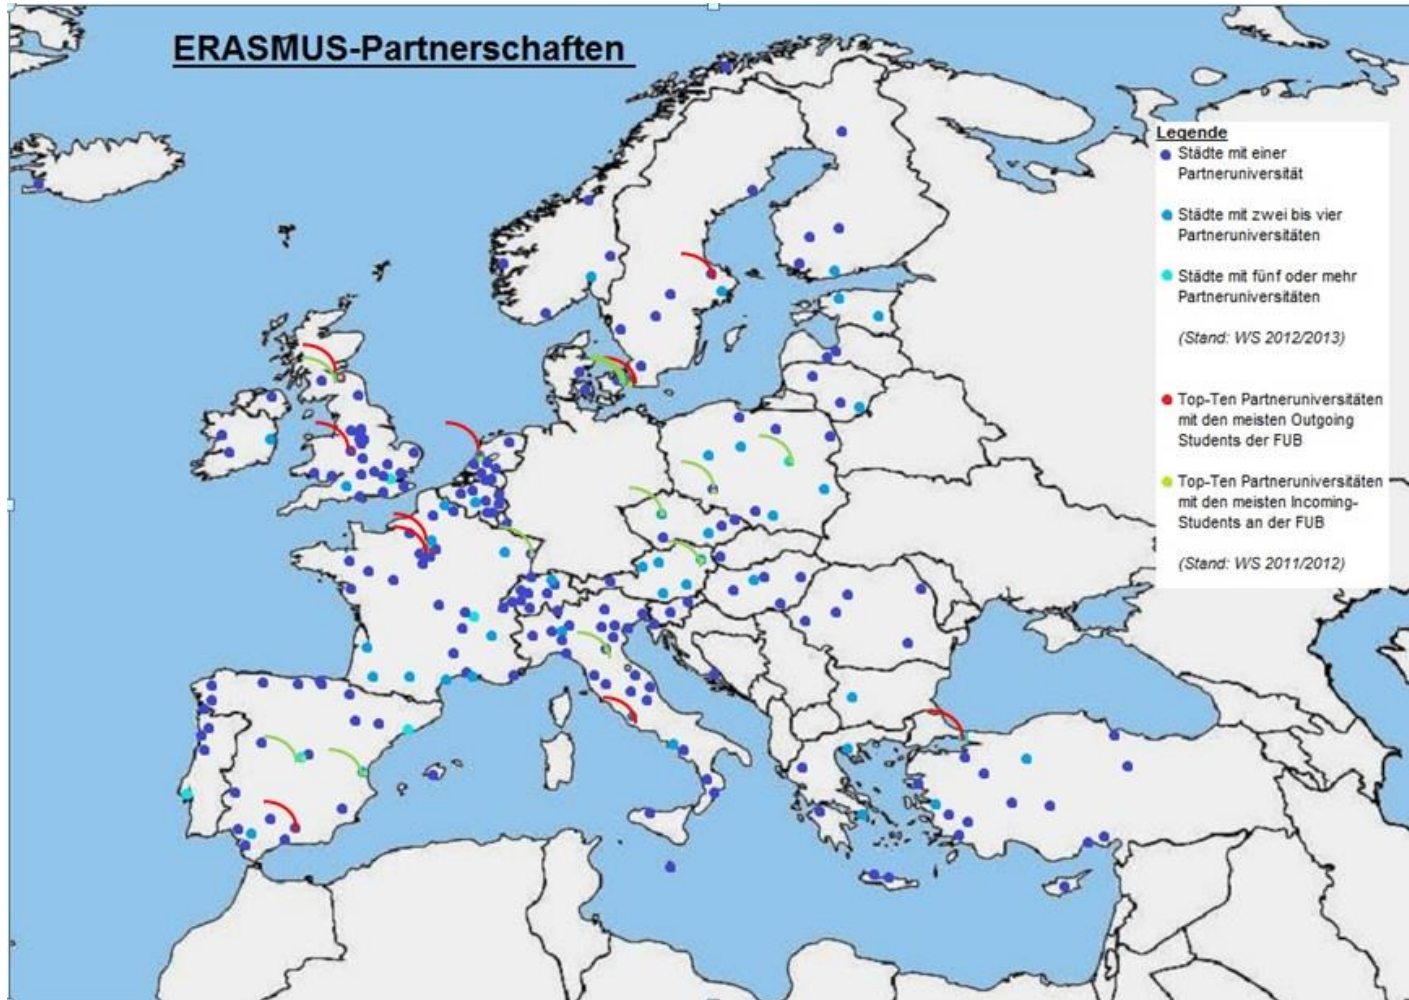 ERASMUS-Partnerschaften
Legende
Städte mit einer
Partneruniversität
Städte mit zwei bis vier
Partneruniversitäten
Städte mit fünf oder mehr
Partneruniversitäten
(Stand: WS 2012/2013)
Top-Ten Partneruniversitäten
mit den meisten Outgoing
Students der FUB
Top-Ten Partneruniversitäten
mit den meisten Incoming-
Students an der FUB
(Stand: WS 2011/2012)